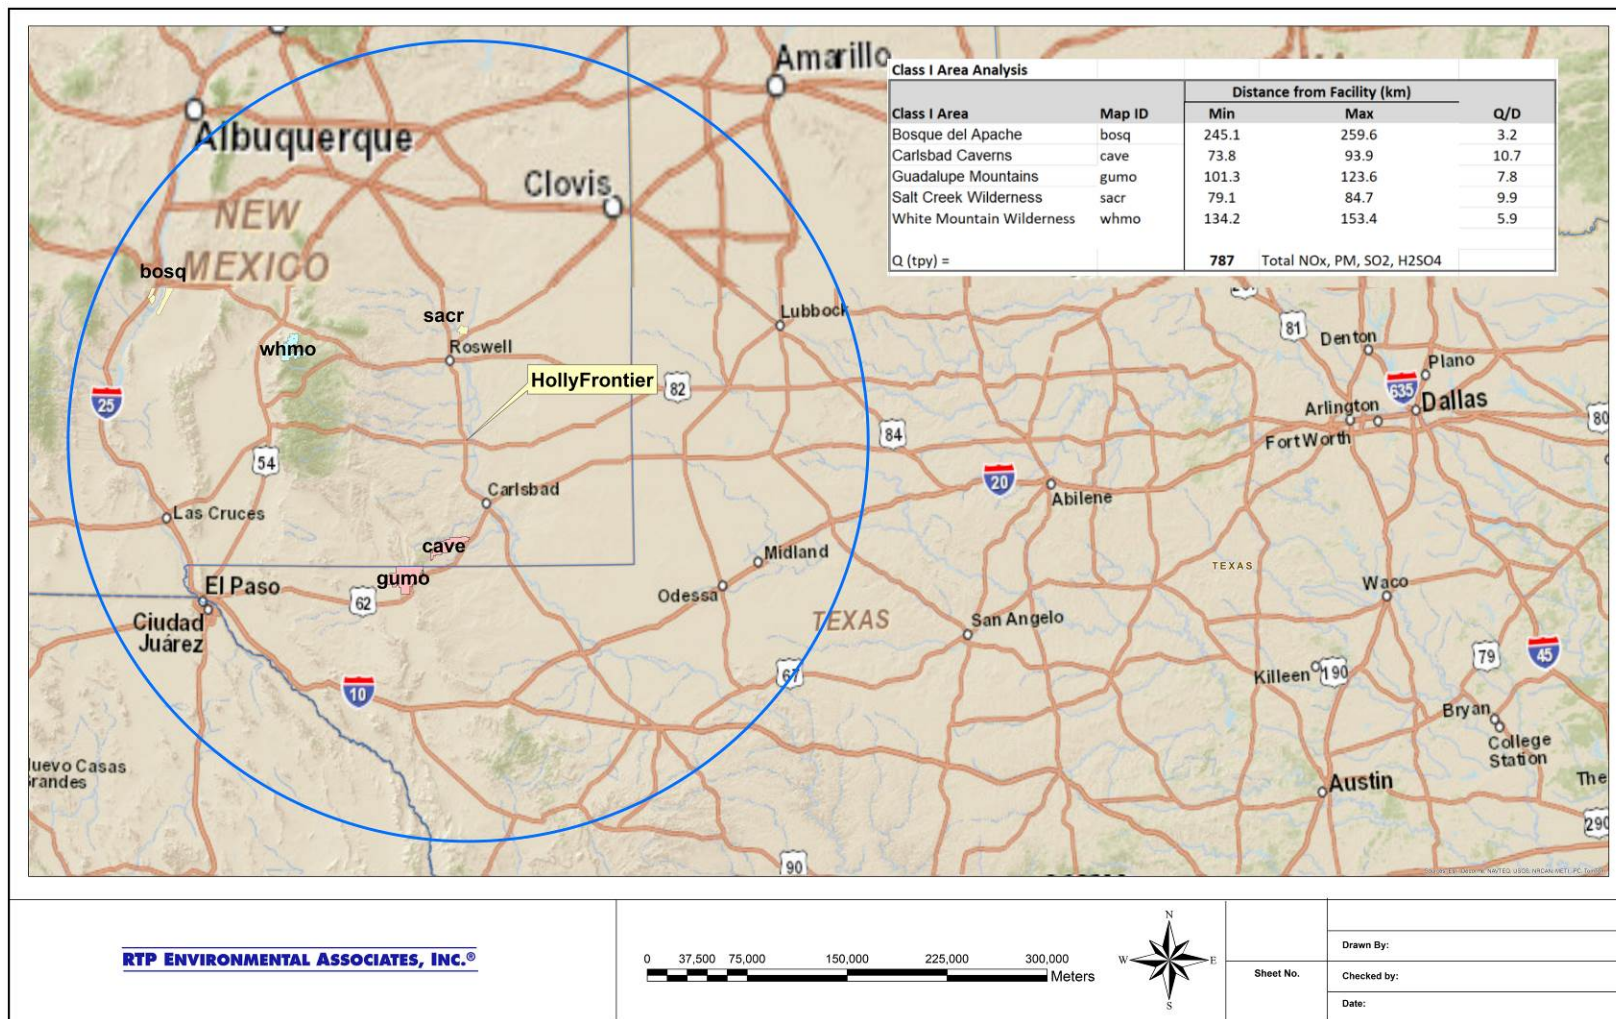 Amarillo
Albuquerque
Clovis
NEW
MEXICO
Class I Area Analysis
Distance from Facility (km)
Class I Area Map ID Min Max Q/D
Bosque del Apache bosq 245.1 259.6 3.2
Carlsbad Caverns cave 73.8 93.9 10.7
Guadalupe Mountains gumo 101.3 123.6 7.8
Salt Creek Wilderness sacr 79.1 84.7 9.9
White Mountain Wilderness whmo 134.2 153.4 5.9
Q (tpy) = 787 Total NOx, PM, SO2, H2SO4
bosq
sacr
whmo
Roswell
Lubbock
HollyFrontier
82
25
84
54
81
Denton
Plano
635
Arlington
Dallas
Fort Worth
80
20
Abilene
Carlsbad
Las Cruces
cave
gumo
El Paso
62
Ciudad
Juárez
Midland
Odessa
TEXAS
TEXAS
Waco
San Angelo
67
10
Killeen
190
79
45
Bryan
College
Station
uevo Casas
randes
Austin
The
290
90
RTP ENVIRONMENTAL ASSOCIATES, INC.®
0 37,500 75,000 150,000 225,000 300,000
Meters
N
W E
S
Sheet No.
Drawn By:
Checked by:
Date: